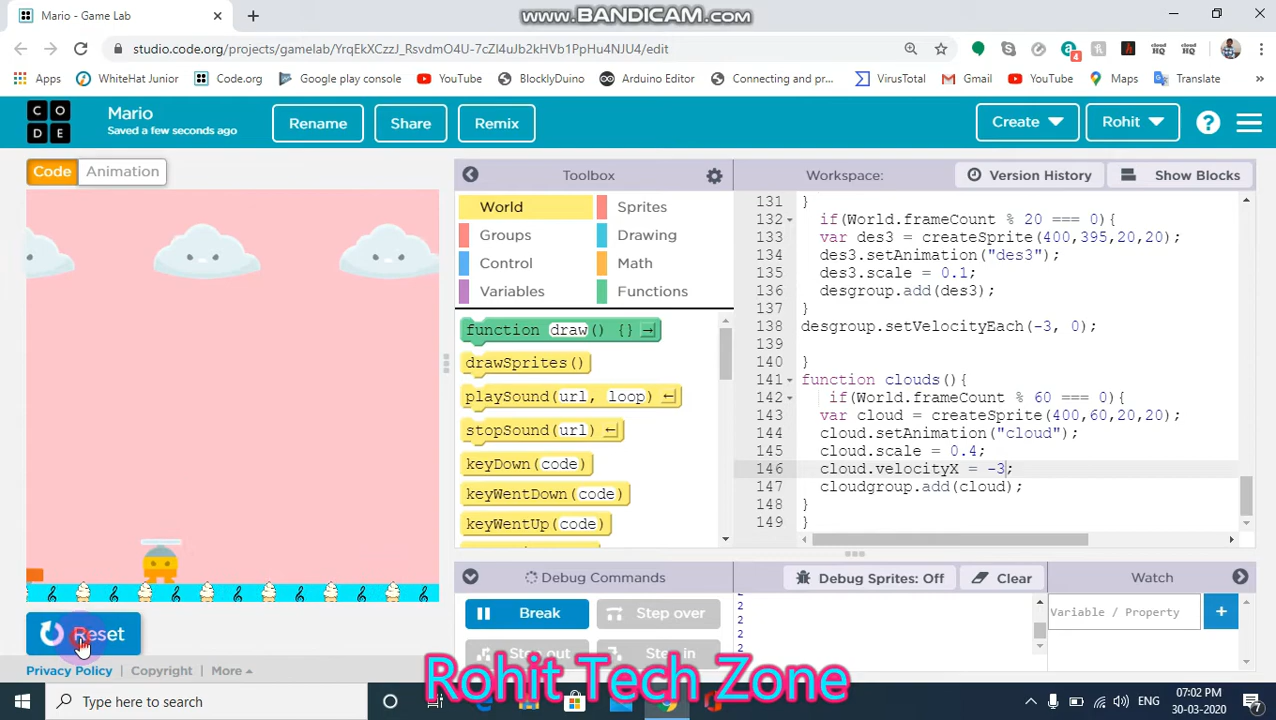 Mario - Game Lab
www.BANDICAM.com
studio.code.org/projects/gamelab/YrqEkXCzzJ_RsvdmO4U-7cZl4uJb2kHVb1PpHu4NJU4/edit
Apps WhiteHat Junior Code.org Google play console YouTube BlocklyDuino Arduino Editor Connecting and pr... VirusTotal Gmail YouTube Maps Translate
CODE
Mario
Saved a few seconds ago
Rename Share Remix Create Rohit
Code Animation
Toolbox
Workspace: Version History Show Blocks
World Sprites
Groups Drawing
Control Math
Variables Functions
function draw() {}
drawSprites()
playSound(url, loop)
stopSound(url)
keyDown(code)
keyWentDown(code)
keyWentUp(code)
131 }
132 if(World.frameCount % 20 === 0){
133 var des3 = createSprite(400,395,20,20);
134 des3.setAnimation("des3");
135 des3.scale = 0.1;
136 desgroup.add(des3);
137 }
138 desgroup.setVelocityEach(-3, 0);
139
140 }
141 function clouds(){
142 if(World.frameCount % 60 === 0){
143 var cloud = createSprite(400,60,20,20);
144 cloud.setAnimation("cloud");
145 cloud.scale = 0.4;
146 cloud.velocityX = -3;
147 cloudgroup.add(cloud);
148 }
149 }
Debug Commands Debug Sprites: Off Clear Watch
Break Step over
Step out Step in
2
2
2
2
Variable / Property
Reset
Privacy Policy | Copyright | More
Rohit Tech Zone
Type here to search
ENG
07:02 PM
30-03-2020